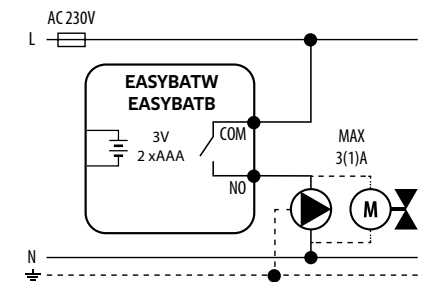 AC 230V
L
EASYBATW
EASYBATB
3V
2 xAAA
COM
NO
MAX
3(1)A
M
N